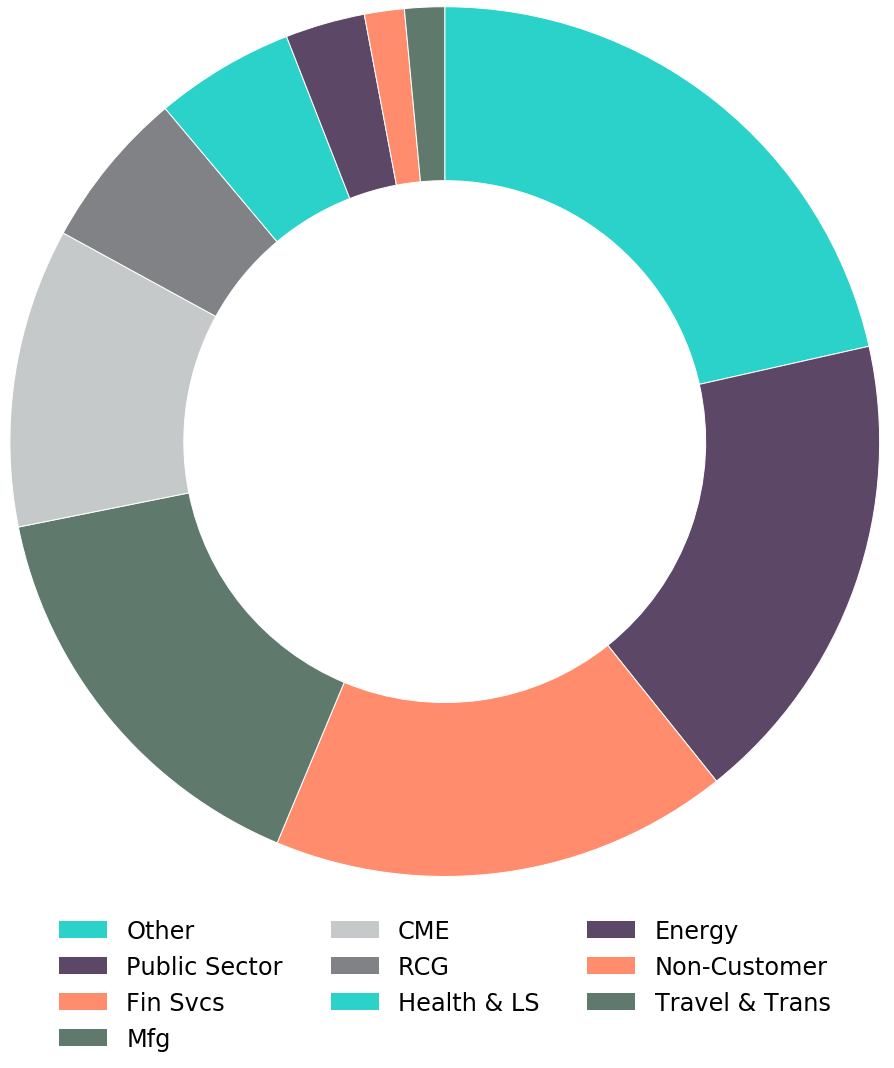 Other
Public Sector
Fin Svcs
Mfg
CME
RCG
Health & LS
Energy
Non-Customer
Travel & Trans